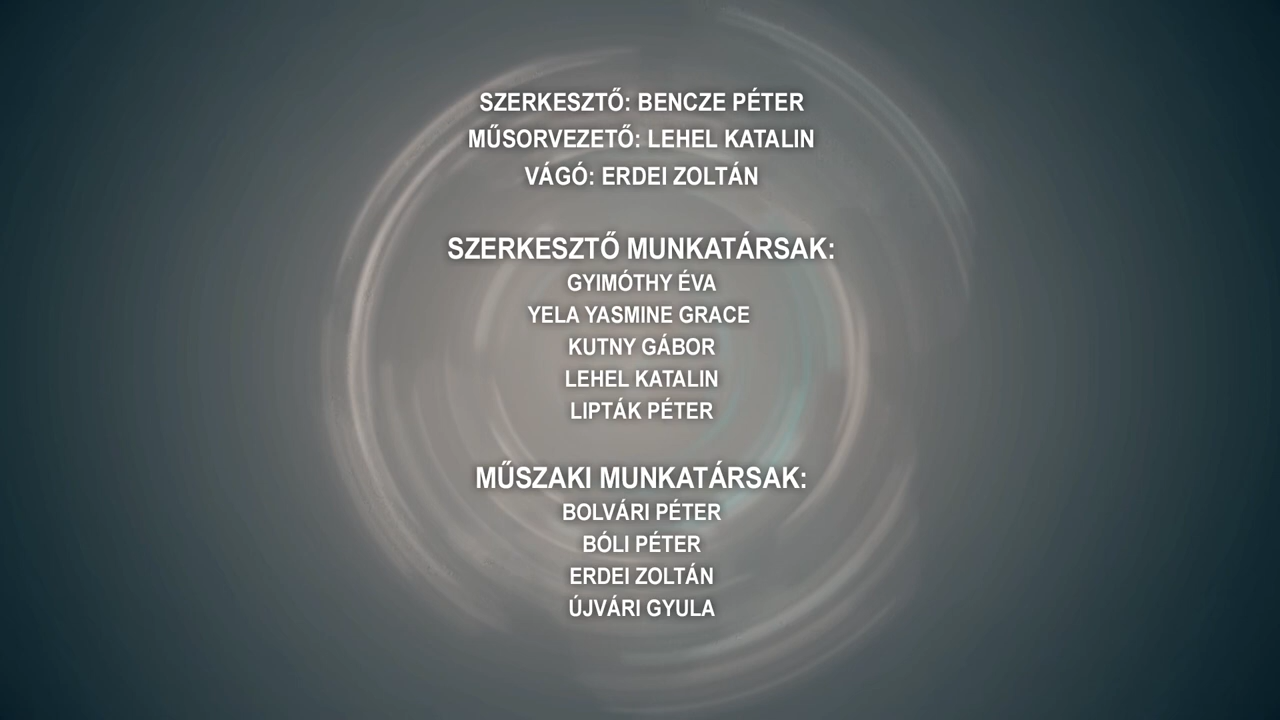 SZERKESZTŐ: BENCZE PÉTER
MŰSORVEZETŐ: LEHEL KATALIN
VÁGÓ: ERDEI ZOLTÁN
SZERKESZTŐ MUNKATÁRSAK:
GYIMÓTHY ÉVA
YELA YASMINE GRACE
KUTNY GÁBOR
LEHEL KATALIN
LIPTÁK PÉTER
MŰSZAKI MUNKATÁRSAK:
BOLVÁRI PÉTER
BÓLI PÉTER
ERDEI ZOLTÁN
ÚJVÁRI GYULA